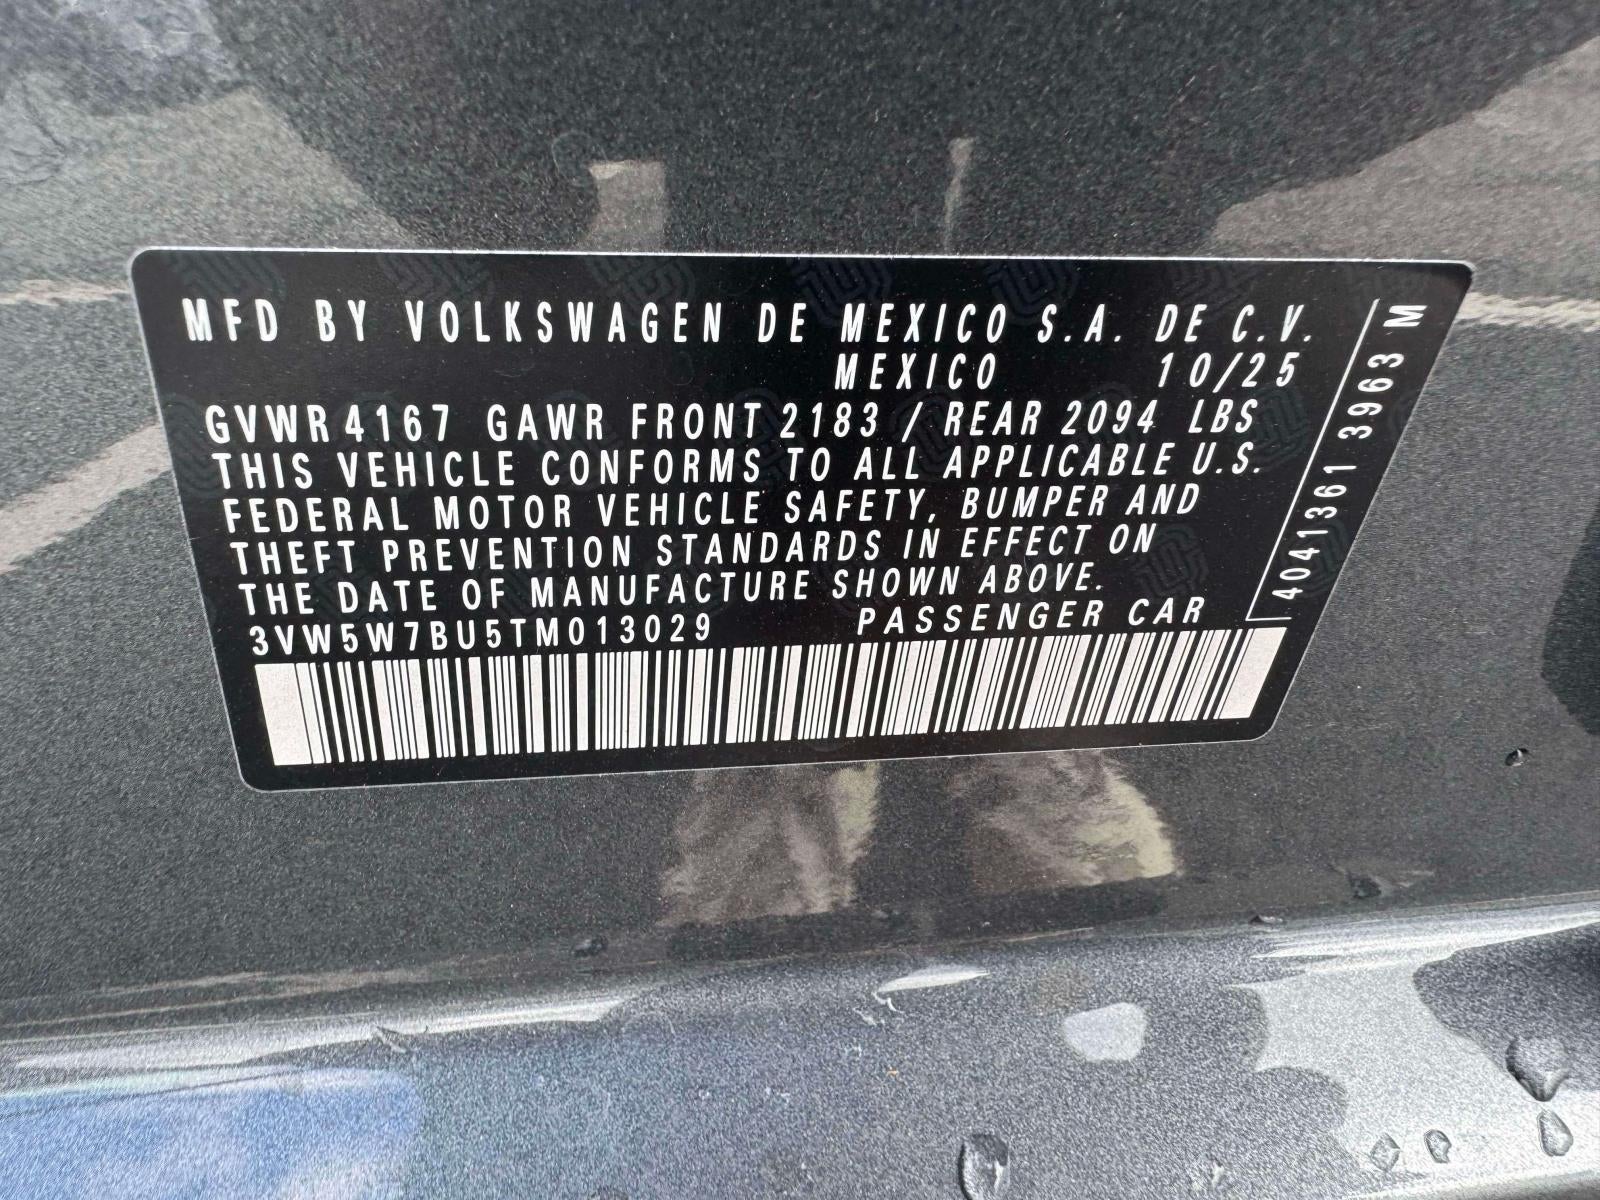 MFD BY VOLKSWAGEN DE MEXICO S.A. DE C.V.
MEXICO 10/25
GVWR 4167 GAWR FRONT 2183 / REAR 2094 LBS
THIS VEHICLE CONFORMS TO ALL APPLICABLE U.S.
FEDERAL MOTOR VEHICLE SAFETY, BUMPER AND
THEFT PREVENTION STANDARDS IN EFFECT ON
THE DATE OF MANUFACTURE SHOWN ABOVE.
3VW5W7BU5TM013029 PASSENGER CAR
4041361 3963 M